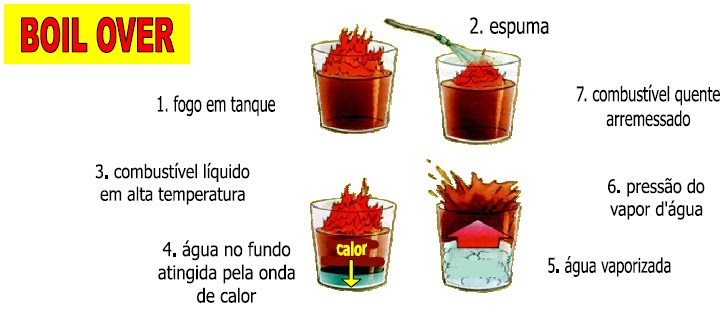 BOIL OVER
1. fogo em tanque
2. espuma
3. combustível líquido
em alta temperatura
4. água no fundo
atingida pela onda
de calor
calor
5. água vaporizada
6. pressão do
vapor d'água
7. combustível quente
arremessado